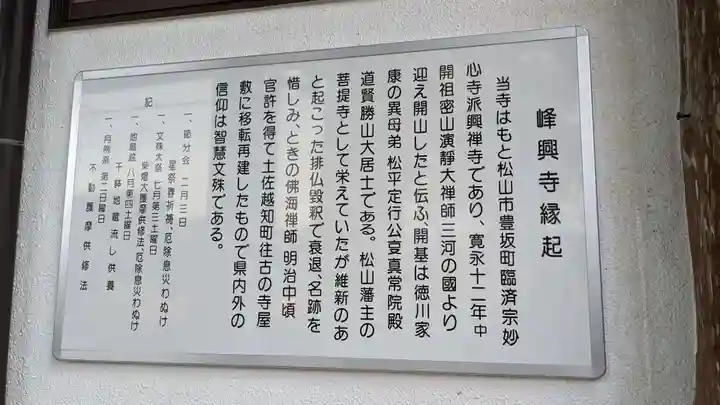 峰興寺縁起
当寺はもと松山市豊坂町臨済宗妙
心寺派興禅寺であり、寛永十二年中
開祖密山演靜大禅師三河の國より
迎え開山したと伝ふ、開基は徳川家
康の異母弟 松平定行公
道賢勝山大居士である。松山藩主の
菩提寺として栄えていたが維新のあ
と起こった排仏毀釈で衰退、名跡を
惜しみ、ときの佛海禅師 明治中頃
官許を得て土佐越知町往古の寺屋
敷に移転再建したもので県内外の
信仰は智慧文殊である。
記
一、節分会 二月三日
星祭春祈祷、厄除息災わぬけ
一、文殊大祭 七月第三土曜日
柴燈大護摩供修法、厄除息災わぬけ
一、地蔵盆 八月第四土曜日
千躰地蔵流し供養
一、月例祭 第二日曜日
不動護摩供修法